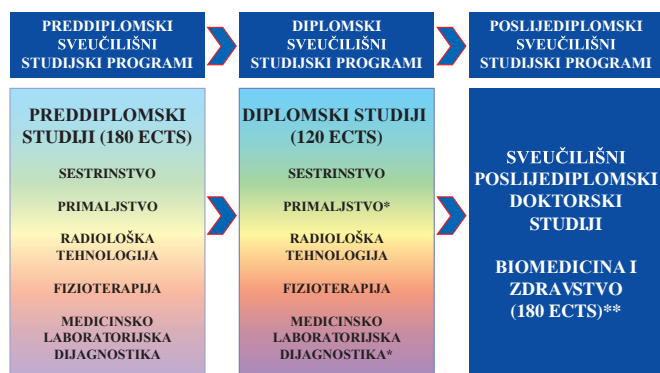 PREDDIPLOMSKI
SVEUČILIŠNI
STUDIJSKI PROGRAMI
DIPLOMSKI
SVEUČILIŠNI
STUDIJSKI PROGRAMI
POSLIJEDIPLOMSKI
SVEUČILIŠNI
STUDIJSKI PROGRAMI
PREDDIPLOMSKI
STUDIJI (180 ECTS)
SESTRINSTVO
PRIMALJSTVO
RADIOLOŠKA
TEHNOLOGIJA
FIZIOTERAPIJA
MEDICINSKO
LABORATORIJSKA
DIJAGNOSTIKA
DIPLOMSKI STUDIJI
(120 ECTS)
SESTRINSTVO
PRIMALJSTVO*
RADIOLOŠKA
TEHNOLOGIJA
FIZIOTERAPIJA
MEDICINSKO
LABORATORIJSKA
DIJAGNOSTIKA*
SVEUČILIŠNI
POSLIJEDIPLOMSKI
DOKTORSKI
STUDIJI
BIOMEDICINA I
ZDRAVSTVO
(180 ECTS)**